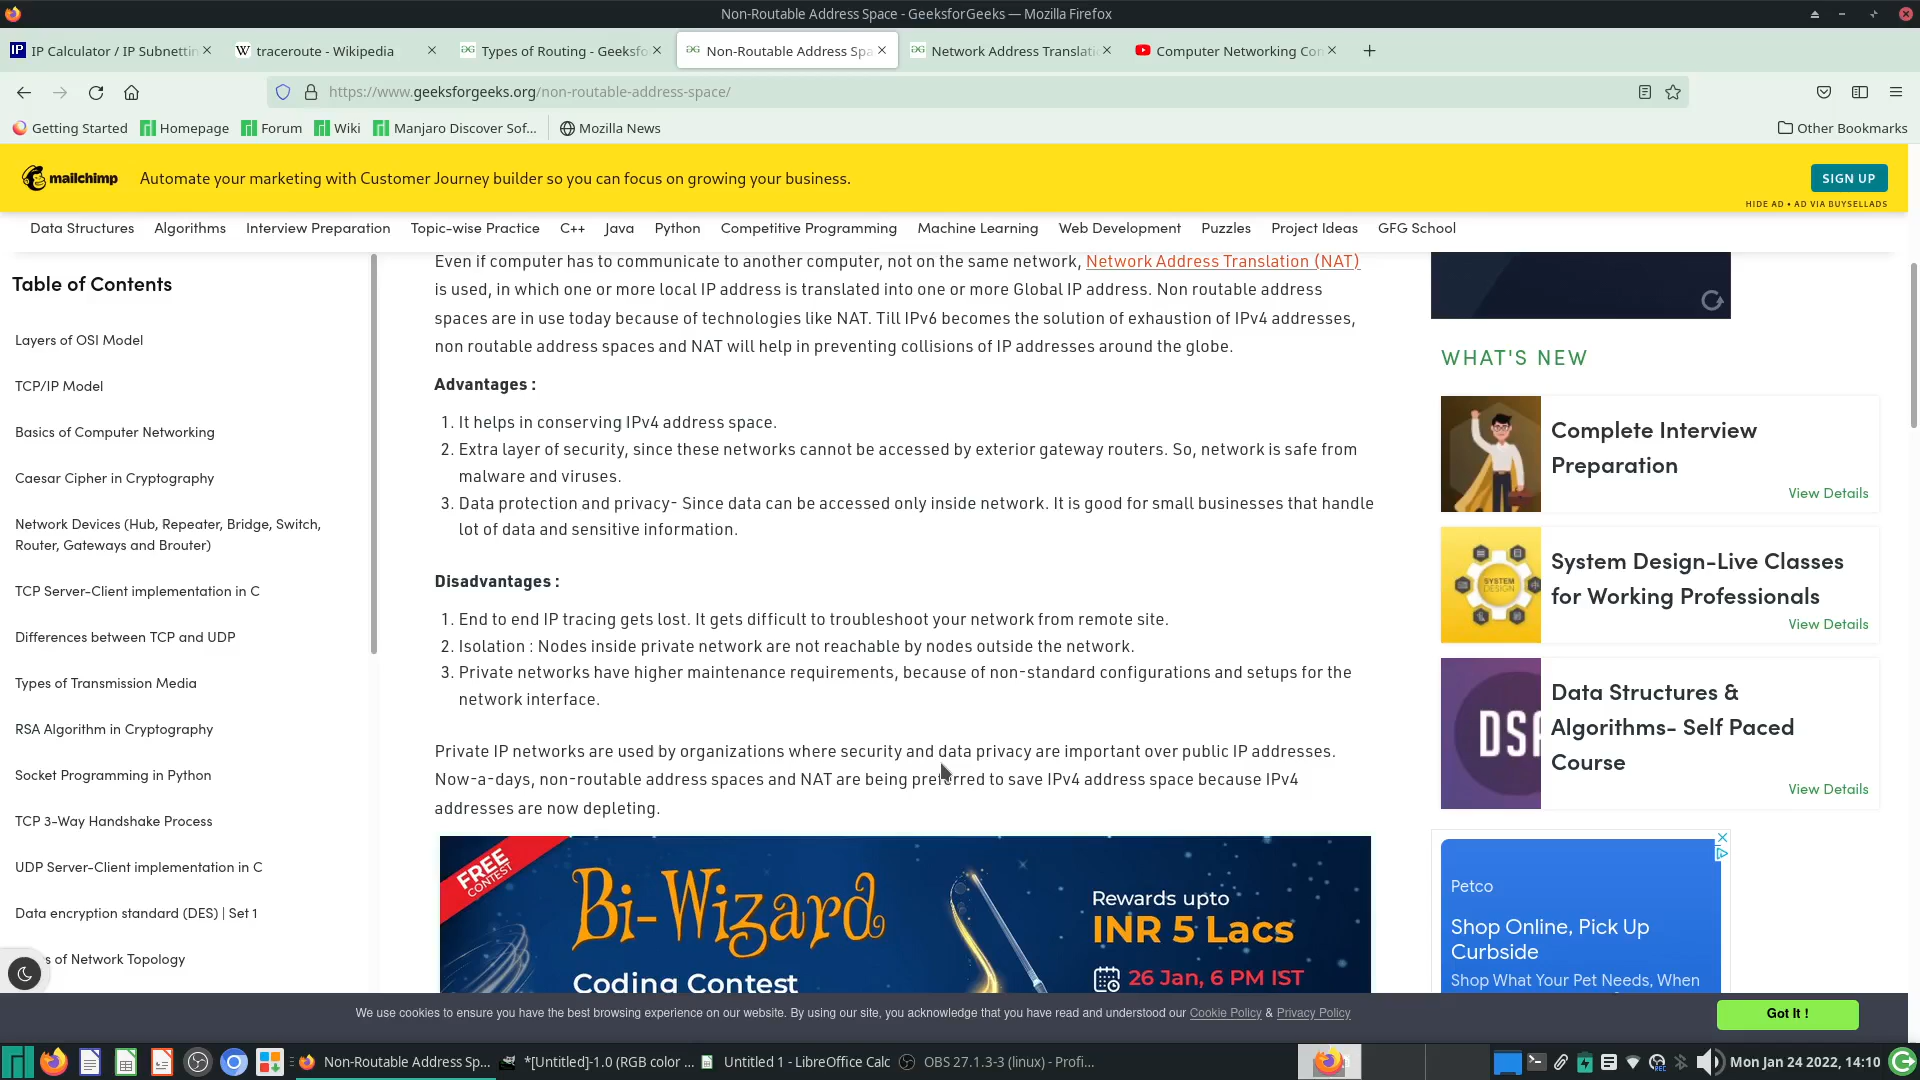 Non-Routable Address Space - GeeksforGeeks — Mozilla Firefox
IP Calculator / IP Subnettin
traceroute - Wikipedia
Types of Routing - Geeksfo
Non-Routable Address Spa
Network Address Translati
Computer Networking Con
https://www.geeksforgeeks.org/non-routable-address-space/
Getting Started
Homepage
Forum
Wiki
Manjaro Discover Sof...
Mozilla News
Other Bookmarks
mailchimp
Automate your marketing with Customer Journey builder so you can focus on growing your business.
SIGN UP
HIDE AD • AD VIA BUYSELLADS
Data Structures Algorithms Interview Preparation Topic-wise Practice C++ Java Python Competitive Programming Machine Learning Web Development Puzzles Project Ideas GFG School
Table of Contents
Layers of OSI Model
TCP/IP Model
Basics of Computer Networking
Caesar Cipher in Cryptography
Network Devices (Hub, Repeater, Bridge, Switch,
Router, Gateways and Brouter)
TCP Server-Client implementation in C
Differences between TCP and UDP
Types of Transmission Media
RSA Algorithm in Cryptography
Socket Programming in Python
TCP 3-Way Handshake Process
UDP Server-Client implementation in C
Data encryption standard (DES) | Set 1
of Network Topology
Even if computer has to communicate to another computer, not on the same network, Network Address Translation (NAT)
is used, in which one or more local IP address is translated into one or more Global IP address. Non routable address
spaces are in use today because of technologies like NAT. Till IPv6 becomes the solution of exhaustion of IPv4 addresses,
non routable address spaces and NAT will help in preventing collisions of IP addresses around the globe.
Advantages :
1. It helps in conserving IPv4 address space.
2. Extra layer of security, since these networks cannot be accessed by exterior gateway routers. So, network is safe from
malware and viruses.
3. Data protection and privacy- Since data can be accessed only inside network. It is good for small businesses that handle
lot of data and sensitive information.
Disadvantages :
1. End to end IP tracing gets lost. It gets difficult to troubleshoot your network from remote site.
2. Isolation : Nodes inside private network are not reachable by nodes outside the network.
3. Private networks have higher maintenance requirements, because of non-standard configurations and setups for the
network interface.
Private IP networks are used by organizations where security and data privacy are important over public IP addresses.
Now-a-days, non-routable address spaces and NAT are being preferred to save IPv4 address space because IPv4
addresses are now depleting.
FREE
CONTEST
Bi-Wizard
Coding Contest
Rewards upto
INR 5 Lacs
26 Jan, 6 PM IST
WHAT'S NEW
Complete Interview
Preparation
View Details
SYSTEM
DESIGN
System Design-Live Classes
for Working Professionals
View Details
DSA
Data Structures &
Algorithms- Self Paced
Course
View Details
Petco
Shop Online, Pick Up
Curbside
Shop What Your Pet Needs, When
We use cookies to ensure you have the best browsing experience on our website. By using our site, you acknowledge that you have read and understood our Cookie Policy & Privacy Policy
Got It !
Non-Routable Address Sp...
*[Untitled]-1.0 (RGB color ...
Untitled 1 - LibreOffice Calc
OBS 27.1.3-3 (linux) - Profi...
Mon Jan 24 2022, 14:10